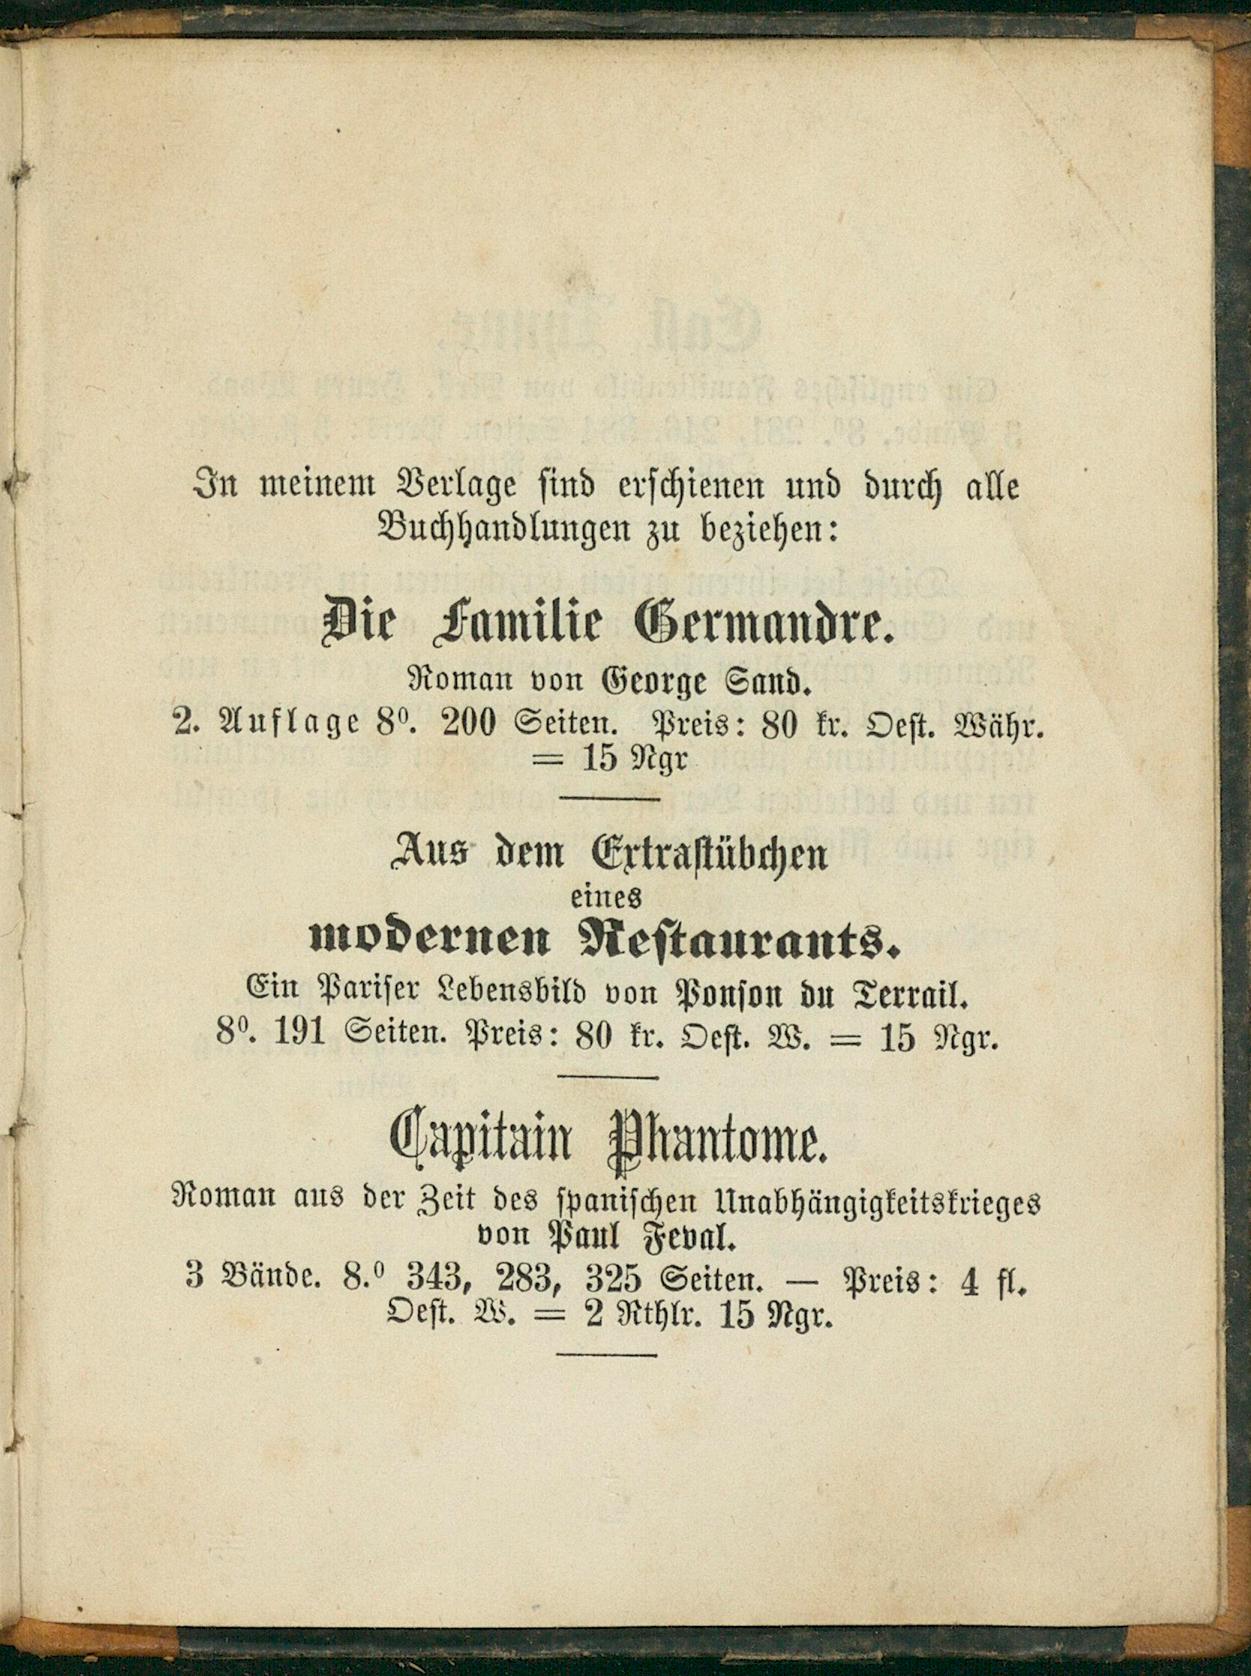 In meinem Verlage sind erschienen und durch alle
Buchhandlungen zu beziehen:
Die Familie Germandre.
Roman von George Sand.
2. Auflage 8⁰. 200 Seiten. Preis: 80 kr. Oest. Währ.
= 15 Ngr
Aus dem Extrastübchen
eines
modernen Restaurants.
Ein Pariser Lebensbild von Ponson du Terrail.
8⁰. 191 Seiten. Preis: 80 kr. Oest. W. = 15 Ngr.
Capitain Phantome.
Roman aus der Zeit des spanischen Unabhängigkeitskrieges
von Paul Feval.
3 Bände. 8.⁰ 343, 283, 325 Seiten. — Preis: 4 fl.
Oest. W. = 2 Rthlr. 15 Ngr.